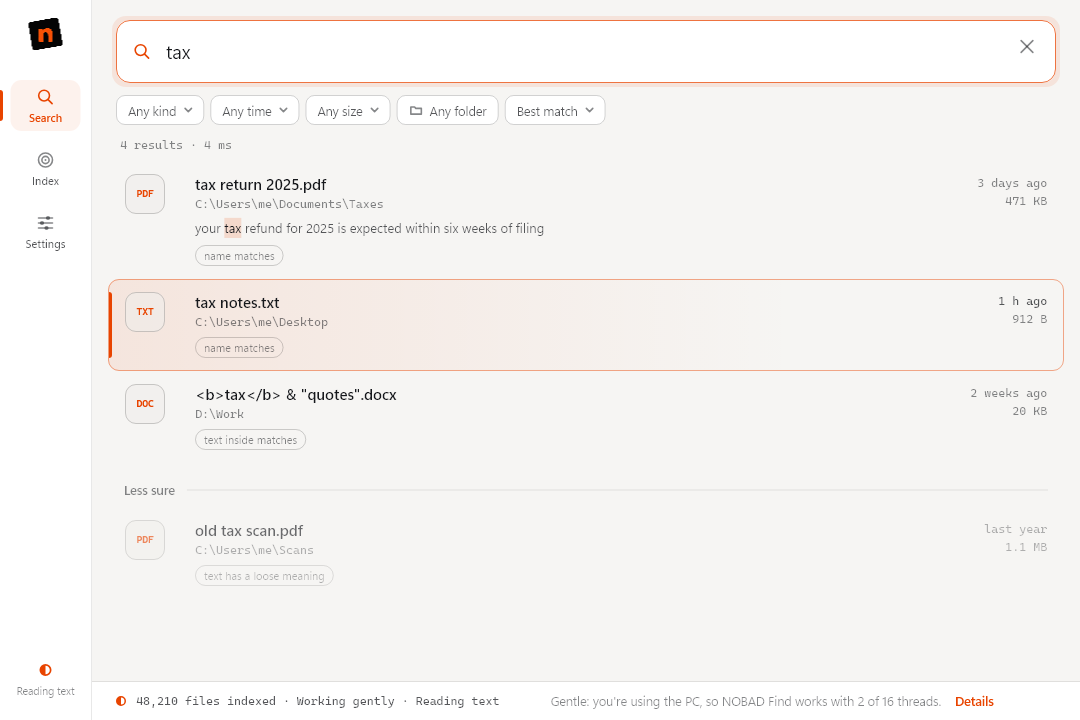 n
tax
Any kind
Any time
Any size
Any folder
Best match
Search
Index
Settings
4 results · 4 ms
PDF
tax return 2025.pdf
3 days ago
C:\Users\me\Documents\Taxes
471 KB
your tax refund for 2025 is expected within six weeks of filing
name matches
TXT
tax notes.txt
1 h ago
C:\Users\me\Desktop
912 B
name matches
DOC
<b>tax</b> & "quotes".docx
2 weeks ago
D:\Work
20 KB
text inside matches
Less sure
PDF
old tax scan.pdf
last year
C:\Users\me\Scans
1.1 MB
text has a loose meaning
Reading text
48,210 files indexed · Working gently · Reading text
Gentle: you're using the PC, so NOBAD Find works with 2 of 16 threads.
Details